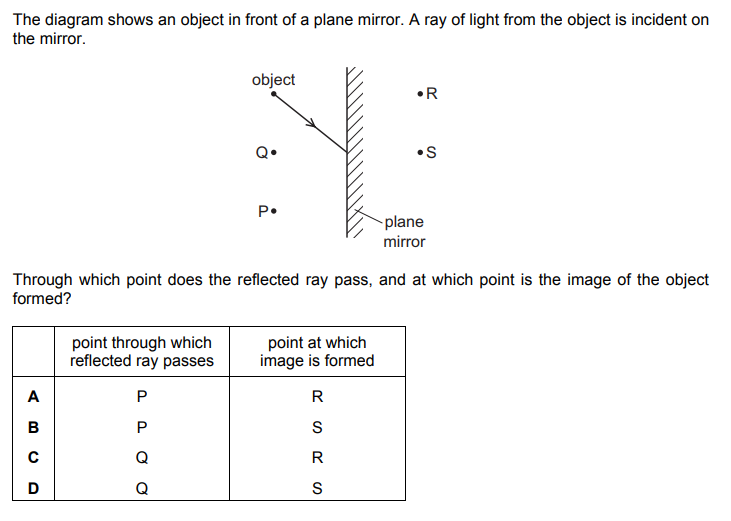 The diagram shows an object in front of a plane mirror. A ray of light from the object is incident on
the mirror.
object
R
Q
S
P
plane
mirror
Through which point does the reflected ray pass, and at which point is the image of the object
formed?
point through which
reflected ray passes
point at which
image is formed
A P R
B P S
C Q R
D Q S